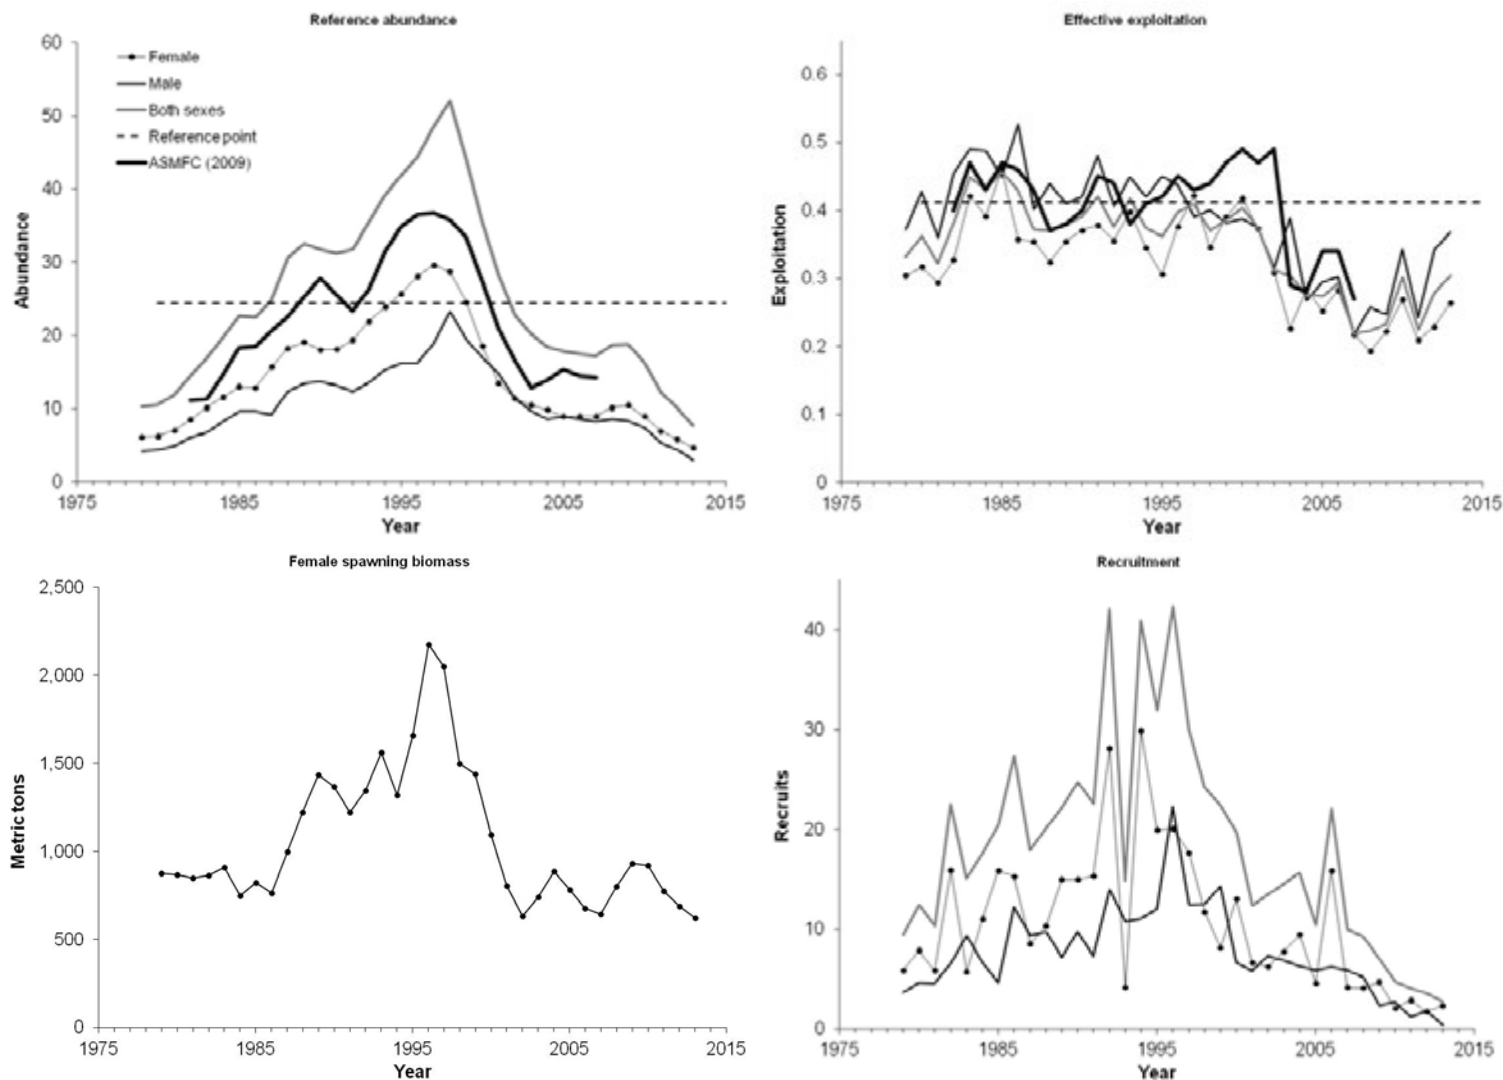 Reference abundance
60
50
40
30
20
10
0
Abundance
Female
Male
Both sexes
Reference point
ASMFC (2009)
1975 1985 1995 2005 2015
Year
Effective exploitation
0.6
0.5
0.4
0.3
0.2
0.1
0
Exploitation
1975 1985 1995 2005 2015
Year
Female spawning biomass
2,500
2,000
1,500
1,000
500
0
Metric tons
1975 1985 1995 2005 2015
Year
Recruitment
40
30
20
10
0
Recruits
1975 1985 1995 2005 2015
Year